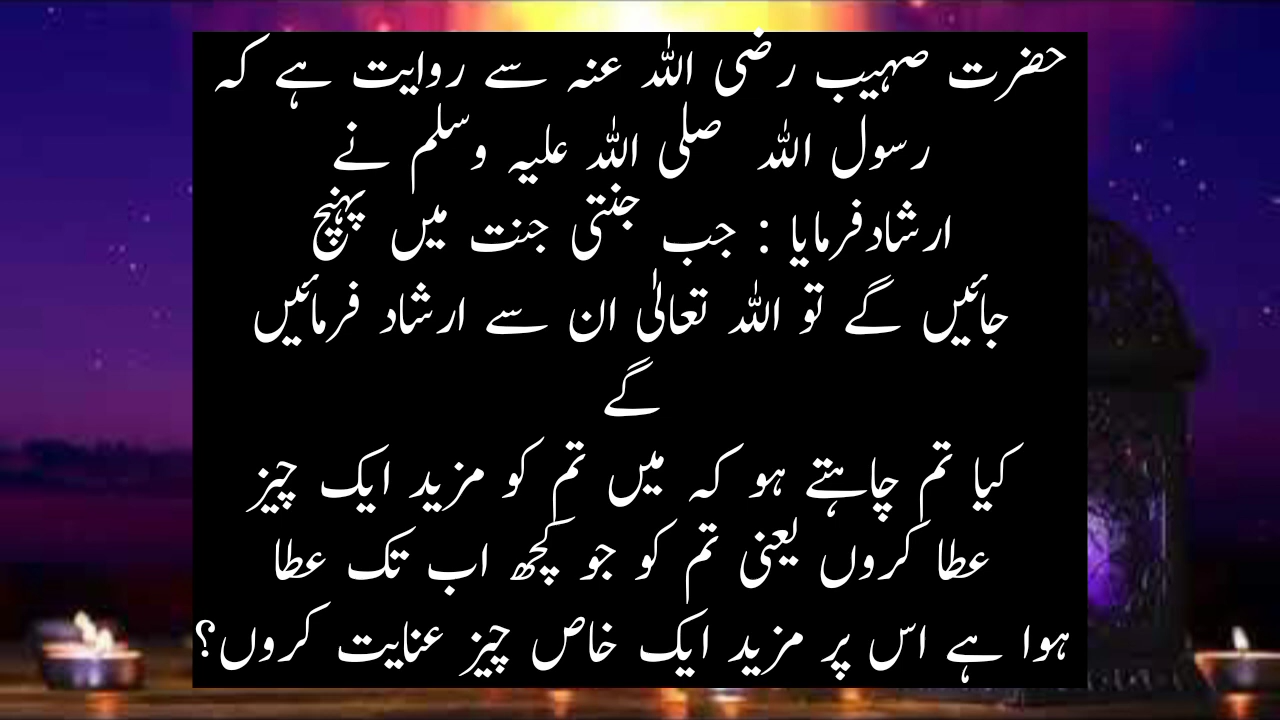 حضرت صہیب رضی اللہ عنہ سے روایت ہے کہ
رسول اللہ صلی اللہ علیہ وسلم نے
ارشادفرمایا : جب جنتی جنت میں پہنچ
جائیں گے تو اللہ تعالٰی ان سے ارشاد فرمائیں
گے
کیا تم چاہتے ہو کہ میں تم کو مزید ایک چیز
عطا کروں یعنی تم کو جو کچھ اب تک عطا
ہوا ہے اس پر مزید ایک خاص چیز عنایت کروں؟